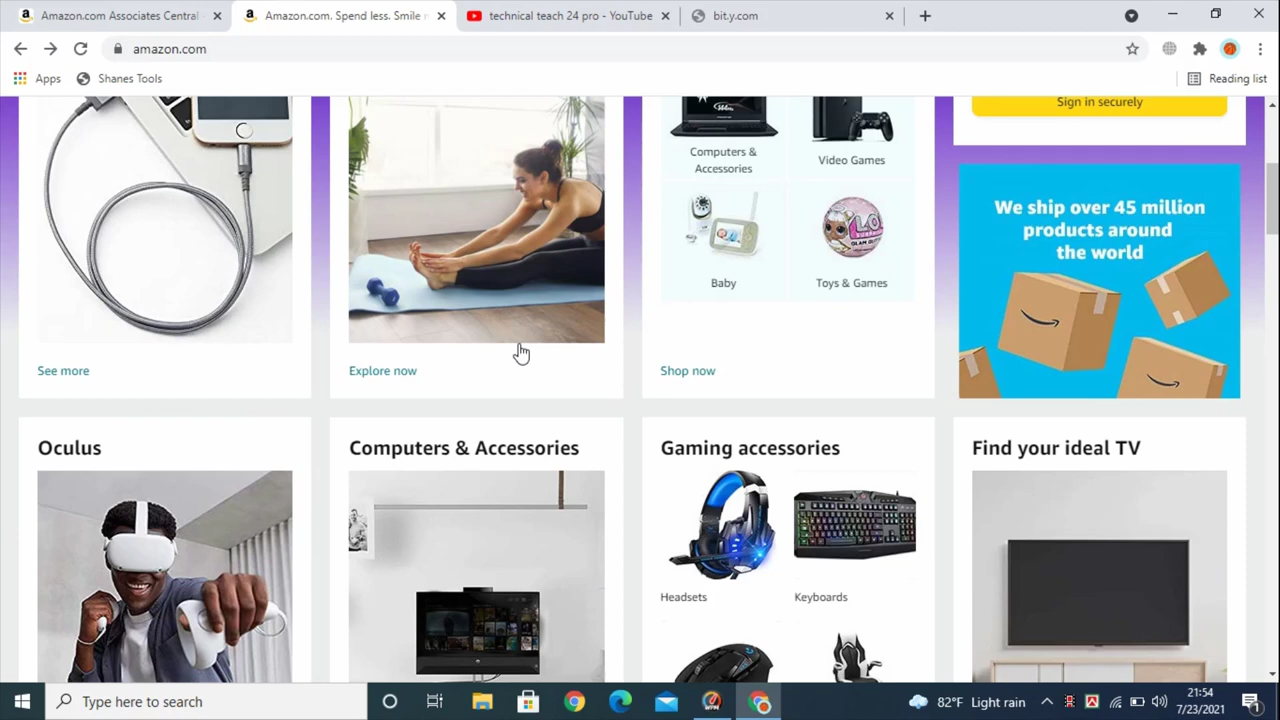 Amazon.com Associates Central -
Amazon.com. Spend less. Smile m
technical teach 24 pro - YouTube
bit.y.com
amazon.com
Apps
Shanes Tools
Reading list
Sign in securely
Computers &
Accessories
Video Games
We ship over 45 million
products around
the world
Baby
Toys & Games
See more
Explore now
Shop now
Oculus
Computers & Accessories
Gaming accessories
Find your ideal TV
Headsets
Keyboards
Type here to search
82°F Light rain
21:54
7/23/2021
1